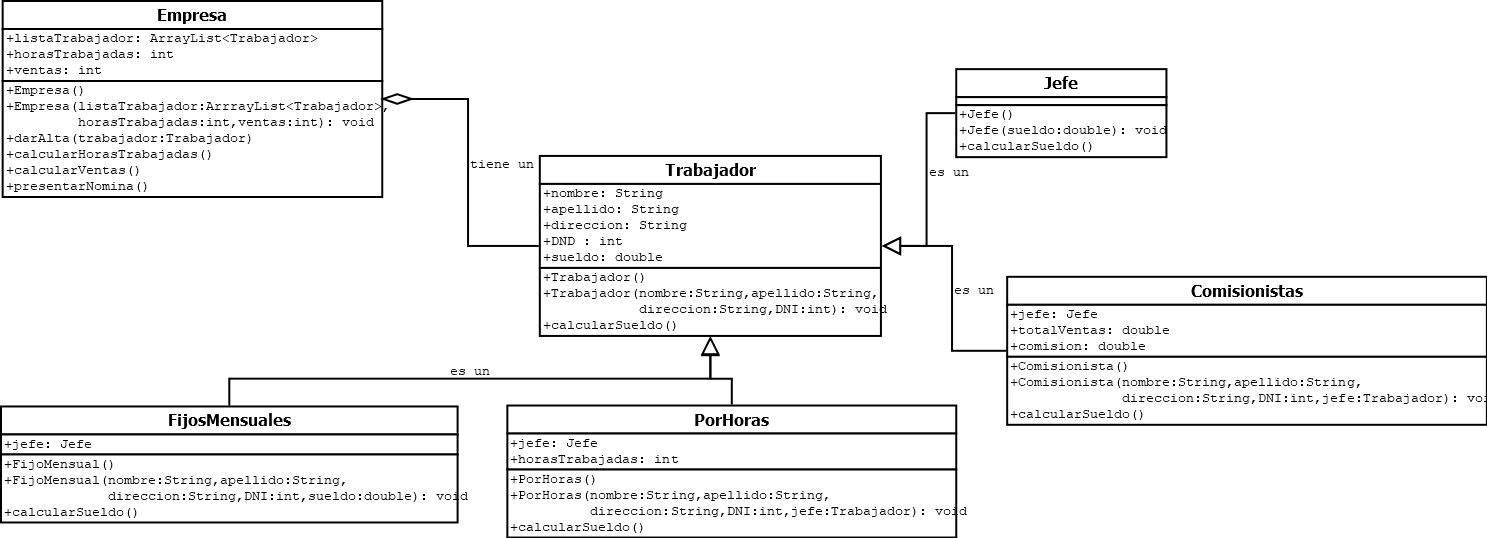 Empresa
+listaTrabajador: ArrayList<Trabajador>
+horasTrabajadas: int
+ventas: int
+Empresa()
+Empresa(listaTrabajador:ArrrayList<Trabajador>,
horasTrabajadas:int,ventas:int): void
+darAlta(trabajador:Trabajador)
+calcularHorasTrabajadas()
+calcularVentas()
+presentarNomina()
tiene un
Trabajador
+nombre: String
+apellido: String
+direccion: String
+DND : int
+sueldo: double
+Trabajador()
+Trabajador(nombre:String,apellido:String,
direccion:String,DNI:int): void
+calcularSueldo()
Jefe
+Jefe()
+Jefe(sueldo:double): void
+calcularSueldo()
es un
es un
Comisionistas
+jefe: Jefe
+totalVentas: double
+comision: double
+Comisionista()
+Comisionista(nombre:String,apellido:String,
direccion:String,DNI:int,jefe:Trabajador): voi
+calcularSueldo()
es un
FijosMensuales
+jefe: Jefe
+FijoMensual()
+FijoMensual(nombre:String,apellido:String,
direccion:String,DNI:int,sueldo:double): void
+calcularSueldo()
PorHoras
+jefe: Jefe
+horasTrabajadas: int
+PorHoras()
+PorHoras(nombre:String,apellido:String,
direccion:String,DNI:int,jefe:Trabajador): void
+calcularSueldo()